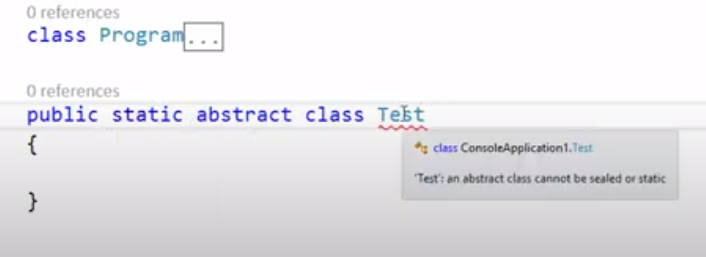 0 references
class Program...
0 references
public static abstract class Test
{
class ConsoleApplication1.Test
'Test': an abstract class cannot be sealed or static
}